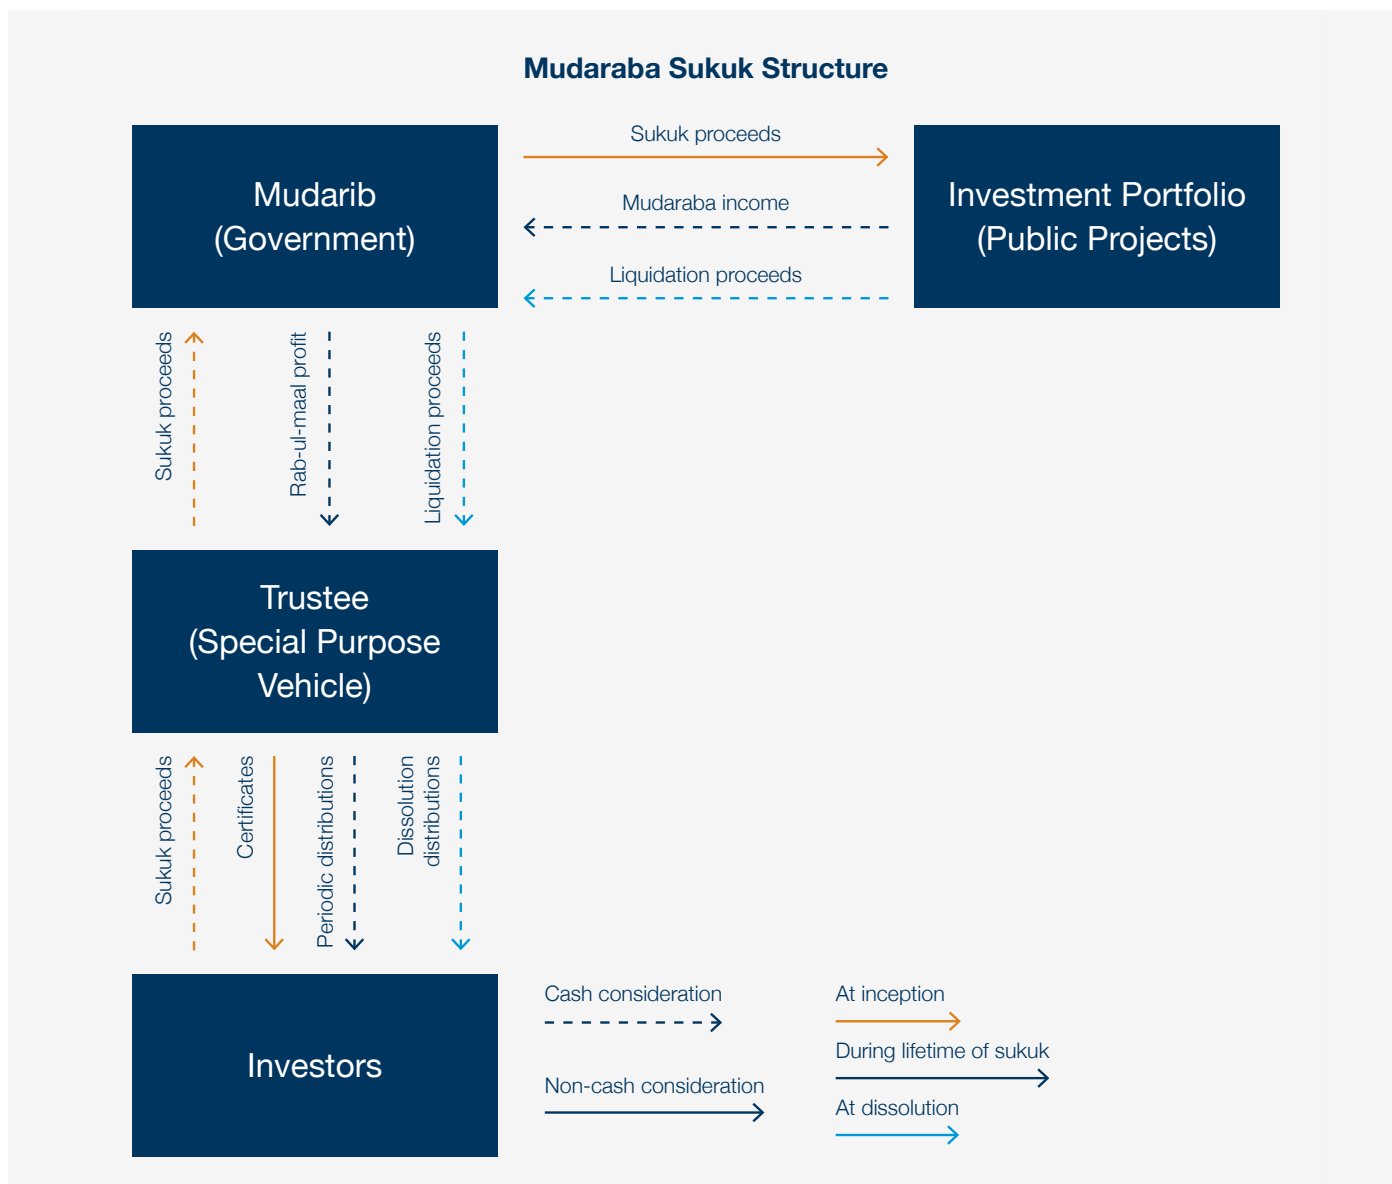 Mudaraba Sukuk Structure
Mudarib
(Government)
Sukuk proceeds
Mudaraba income
Liquidation proceeds
Investment Portfolio
(Public Projects)
Sukuk proceeds
Rab-ul-maal profit
Liquidation proceeds
Trustee
(Special Purpose
Vehicle)
Sukuk proceeds
Certificates
Periodic distributions
Dissolution
distributions
Investors
Cash consideration
Non-cash consideration
At inception
During lifetime of sukuk
At dissolution